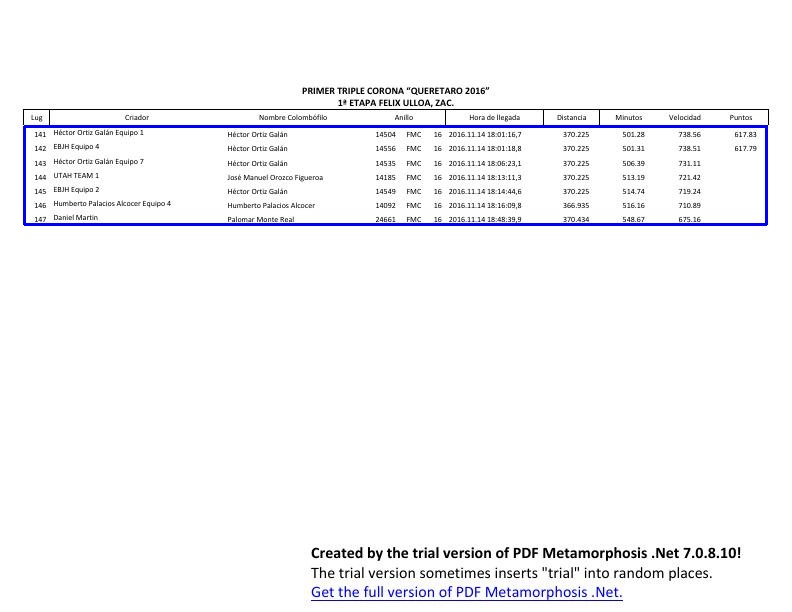 PRIMER TRIPLE CORONA “QUERETARO 2016”
1ª ETAPA FELIX ULLOA, ZAC.
Lug Criador Nombre Colombófilo Anillo Hora de llegada Distancia Minutos Velocidad Puntos
141 Héctor Ortiz Galán Equipo 1 Héctor Ortiz Galán 14504 FMC 16 2016.11.14 18:01:16,7 370.225 501.28 738.56 617.83
142 EBJH Equipo 4 Héctor Ortiz Galán 14556 FMC 16 2016.11.14 18:01:18,8 370.225 501.31 738.51 617.79
143 Héctor Ortiz Galán Equipo 7 Héctor Ortiz Galán 14535 FMC 16 2016.11.14 18:06:23,1 370.225 506.39 731.11
144 UTAH TEAM 1 José Manuel Orozco Figueroa 14185 FMC 16 2016.11.14 18:13:11,3 370.225 513.19 721.42
145 EBJH Equipo 2 Héctor Ortiz Galán 14549 FMC 16 2016.11.14 18:14:44,6 370.225 514.74 719.24
146 Humberto Palacios Alcocer Equipo 4 Humberto Palacios Alcocer 14092 FMC 16 2016.11.14 18:16:09,8 366.935 516.16 710.89
147 Daniel Martin Palomar Monte Real 24661 FMC 16 2016.11.14 18:48:39,9 370.434 548.67 675.16
Created by the trial version of PDF Metamorphosis .Net 7.0.8.10!
The trial version sometimes inserts "trial" into random places.
Get the full version of PDF Metamorphosis .Net.